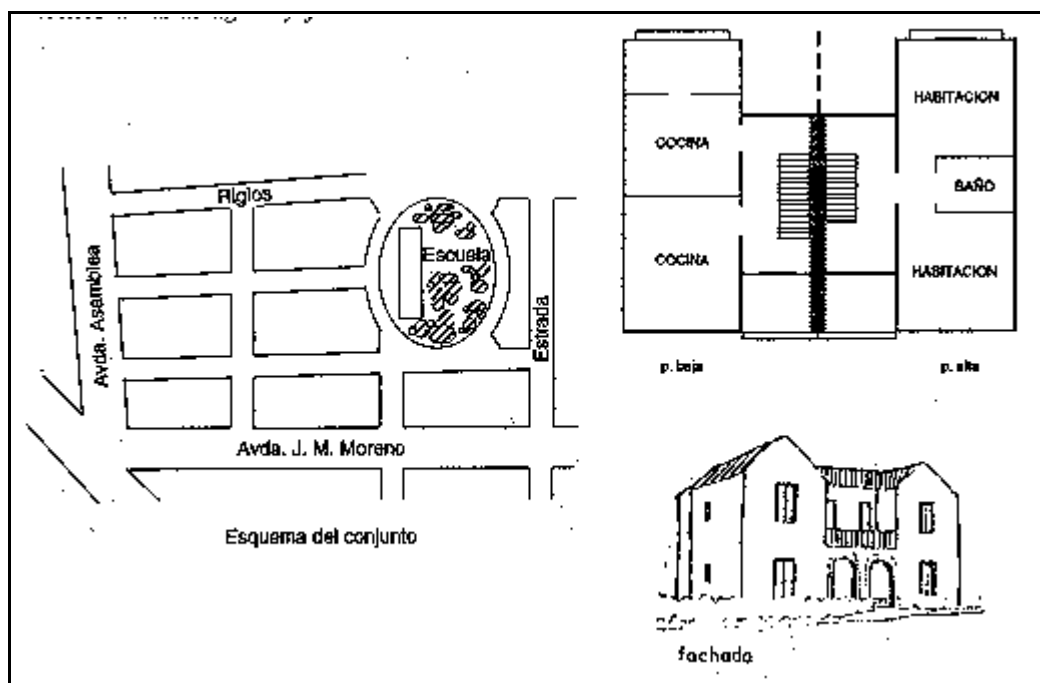 Riglos
Escuela
Avda. Asamblea
Estrada
Avda. J. M. Moreno
Esquema del conjunto
COCINA
COCINA
HABITACION
BAÑO
HABITACION
p. baja
p. alta
fachada